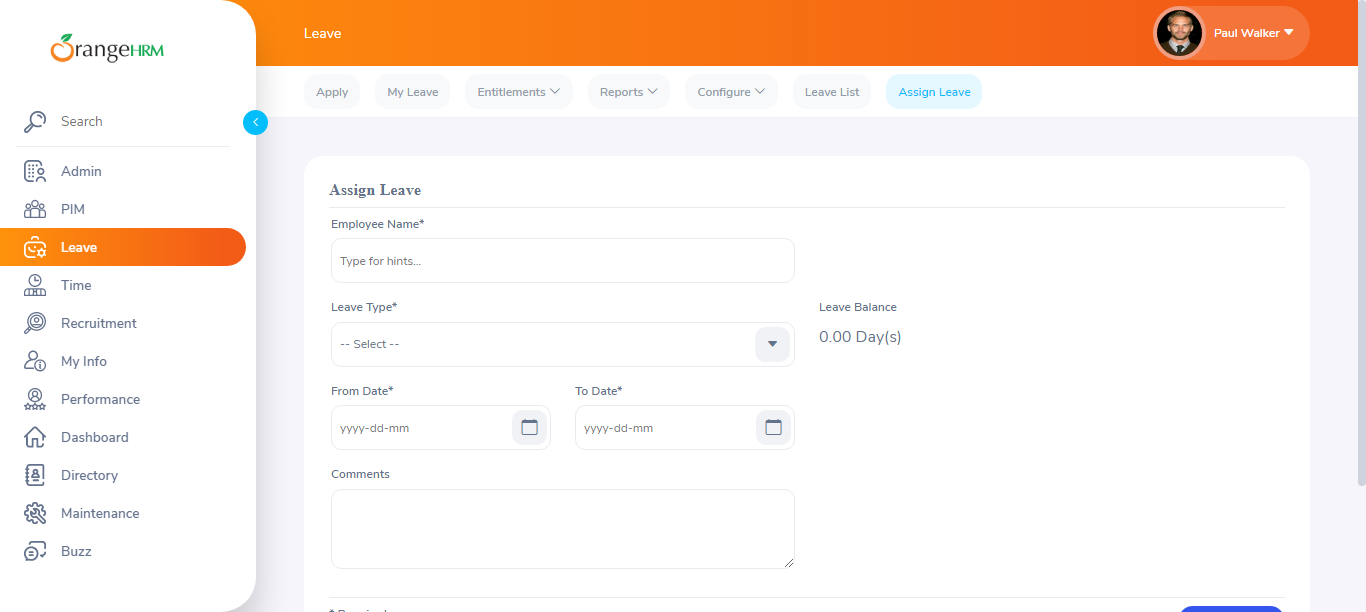 OrangeHRM
Leave
Paul Walker
Apply
My Leave
Entitlements
Reports
Configure
Leave List
Assign Leave
Search
Admin
PIM
Leave
Time
Recruitment
My Info
Performance
Dashboard
Directory
Maintenance
Buzz
Assign Leave
Employee Name*
Type for hints...
Leave Type*
-- Select --
Leave Balance
0.00 Day(s)
From Date*
To Date*
yyyy-dd-mm
yyyy-dd-mm
Comments